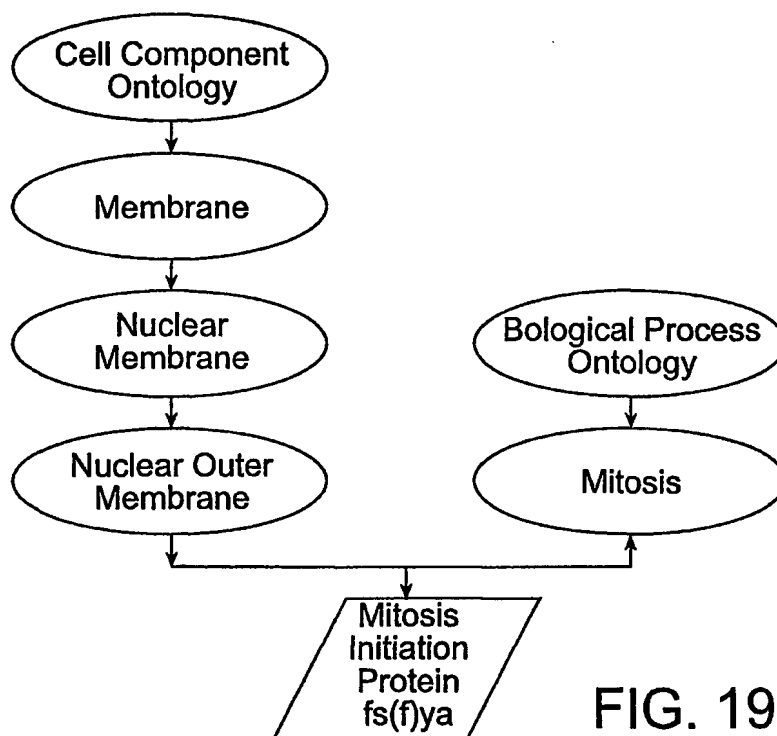 Cell Component
Ontology
Membrane
Nuclear
Membrane
Bological Process
Ontology
Nuclear Outer
Membrane
Mitosis
Mitosis
Initiation
Protein
fs(f)ya
FIG. 19